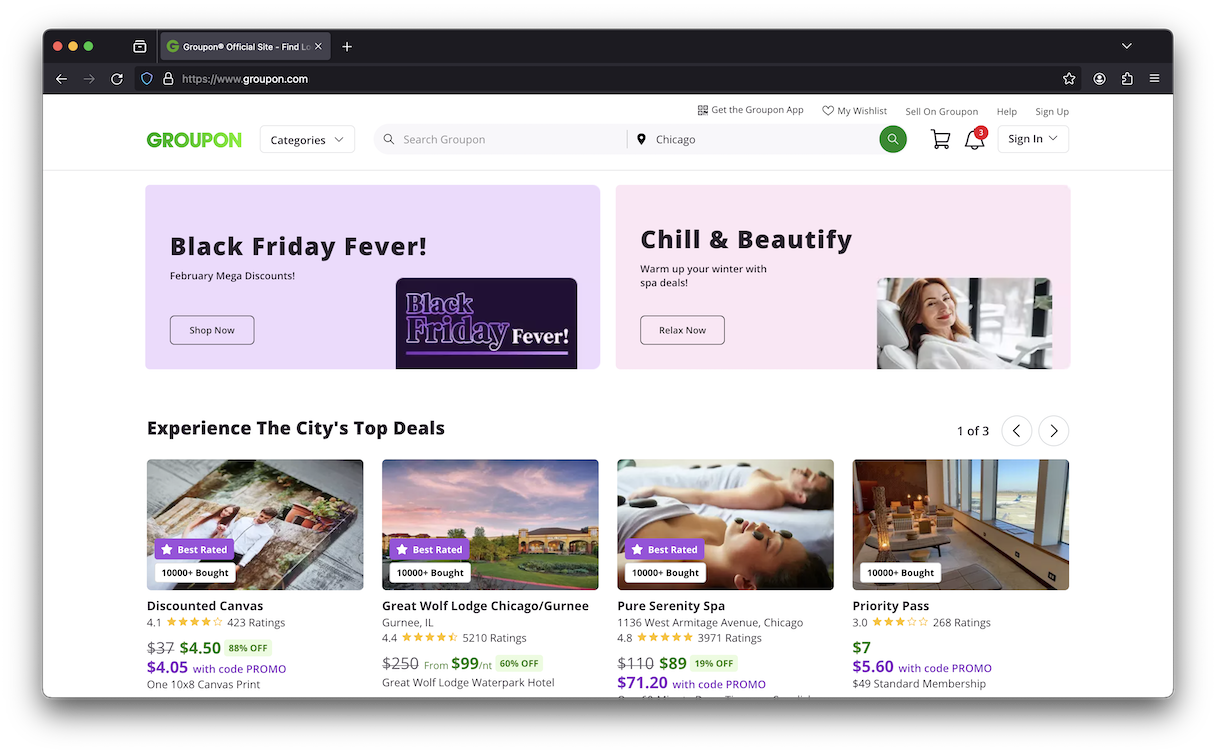 Groupon® Official Site - Find Lo
https://www.groupon.com
Get the Groupon App
My Wishlist
Sell On Groupon
Help
Sign Up
GROUPON
Categories
Search Groupon
Chicago
3
Sign In
Black Friday Fever!
February Mega Discounts!
Shop Now
Black
Friday Fever!
Chill & Beautify
Warm up your winter with
spa deals!
Relax Now
Experience The City's Top Deals
1 of 3
Best Rated
10000+ Bought
Discounted Canvas
4.1 423 Ratings
$37 $4.50 88% OFF
$4.05 with code PROMO
One 10x8 Canvas Print
Best Rated
10000+ Bought
Great Wolf Lodge Chicago/Gurnee
Gurnee, IL
4.4 5210 Ratings
$250 From $99/nt 60% OFF
Great Wolf Lodge Waterpark Hotel
Best Rated
10000+ Bought
Pure Serenity Spa
1136 West Armitage Avenue, Chicago
4.8 3971 Ratings
$110 $89 19% OFF
$71.20 with code PROMO
10000+ Bought
Priority Pass
3.0 268 Ratings
$7
$5.60 with code PROMO
$49 Standard Membership